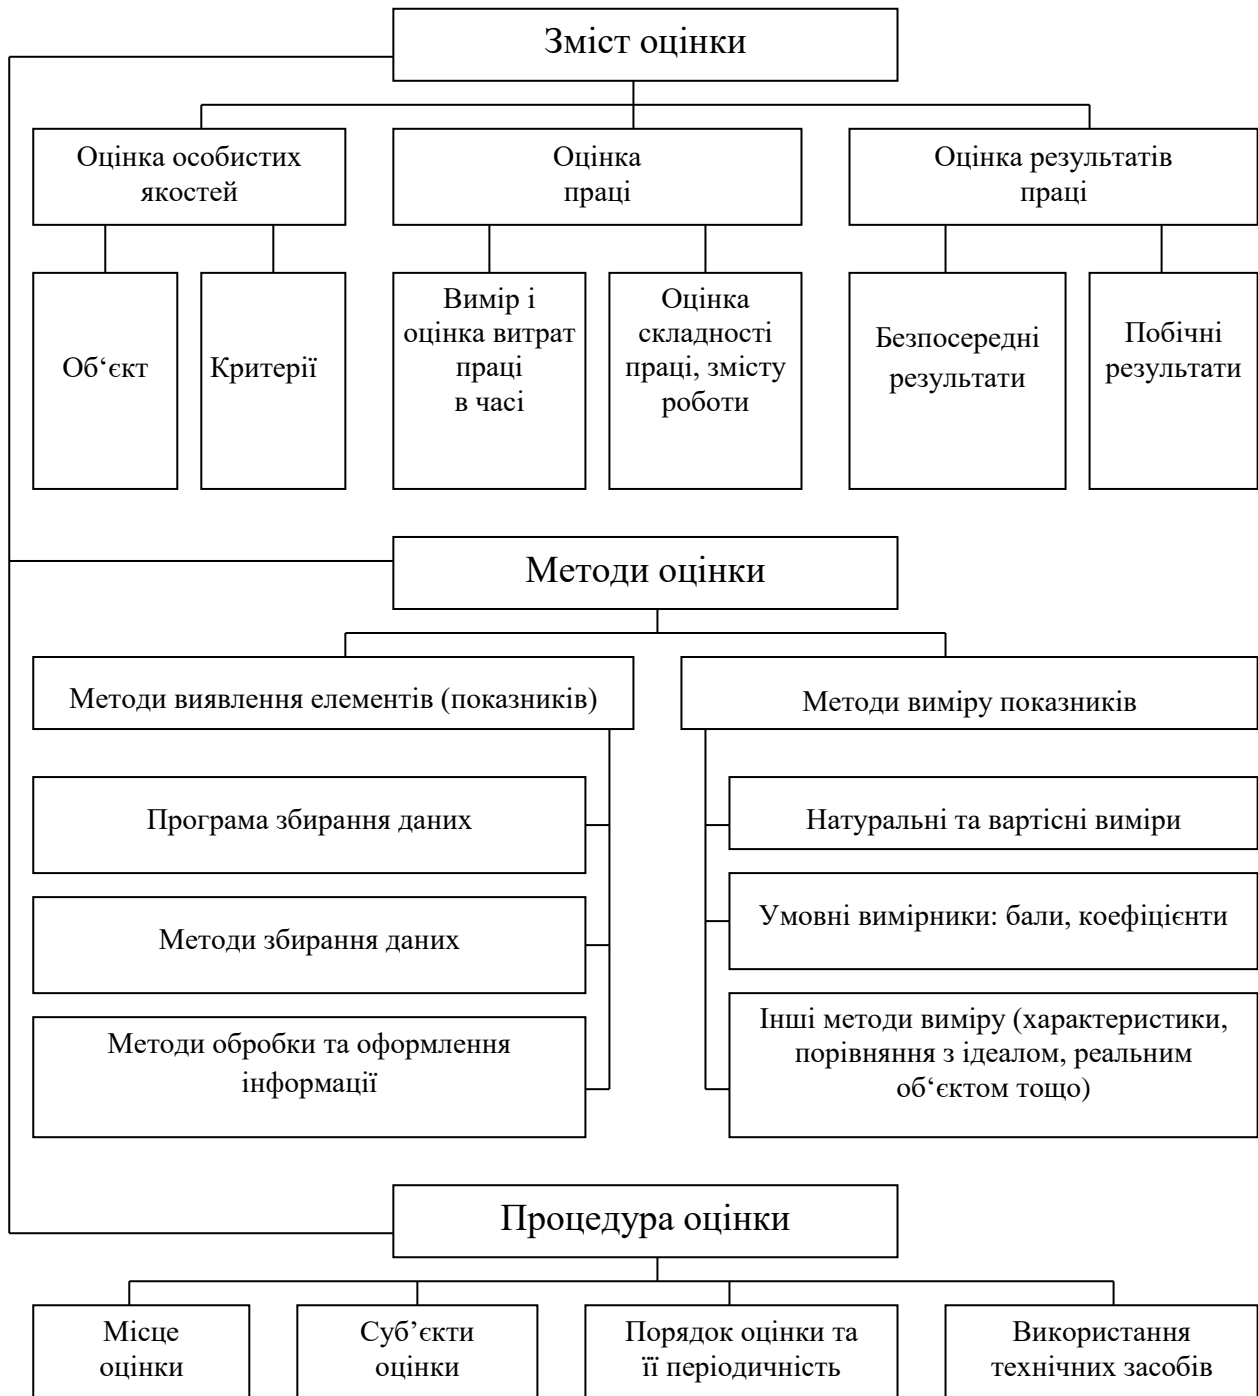 Зміст оцінки
Оцінка особистих
якостей
Оцінка
праці
Оцінка результатів
праці
Об‘єкт
Критерії
Вимір і
оцінка витрат
праці
в часі
Оцінка
складності
праці, змісту
роботи
Безпосередні
результати
Побічні
результати
Методи оцінки
Методи виявлення елементів (показників)
Методи виміру показників
Програма збирання даних
Методи збирання даних
Методи обробки та оформлення
інформації
Натуральні та вартісні виміри
Умовні вимірники: бали, коефіцієнти
Інші методи виміру (характеристики,
порівняння з ідеалом, реальним
об‘єктом тощо)
Процедура оцінки
Місце
оцінки
Суб’єкти
оцінки
Порядок оцінки та
її періодичність
Використання
технічних засобів